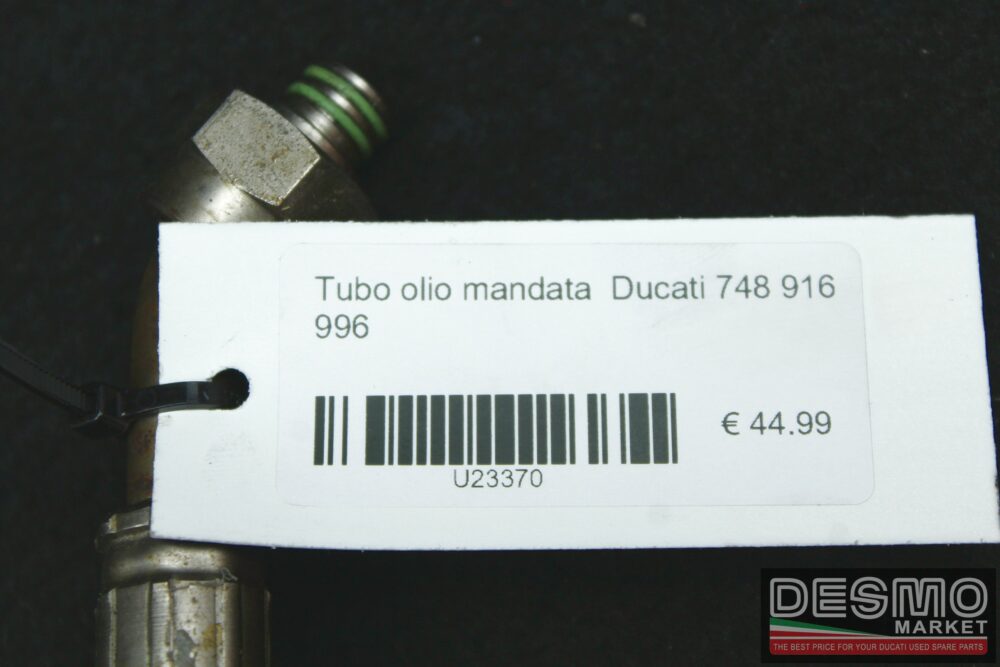 Tubo olio mandata  Ducati 748 916
996
€ 44.99
U23370
DESMO
MARKET
THE BEST PRICE FOR YOUR DUCATI USED SPARE PARTS